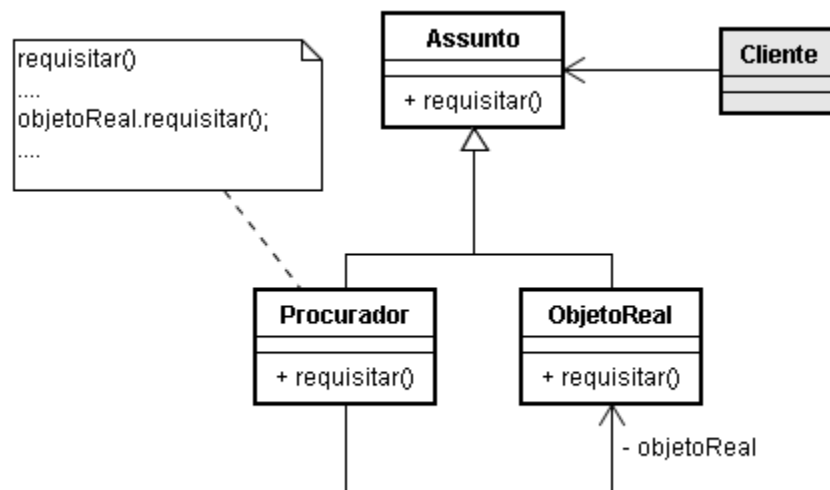 requisitar()
....
objetoReal.requisitar();
....
Assunto
+ requisitar()
Cliente
Procurador
+ requisitar()
ObjetoReal
+ requisitar()
- objetoReal